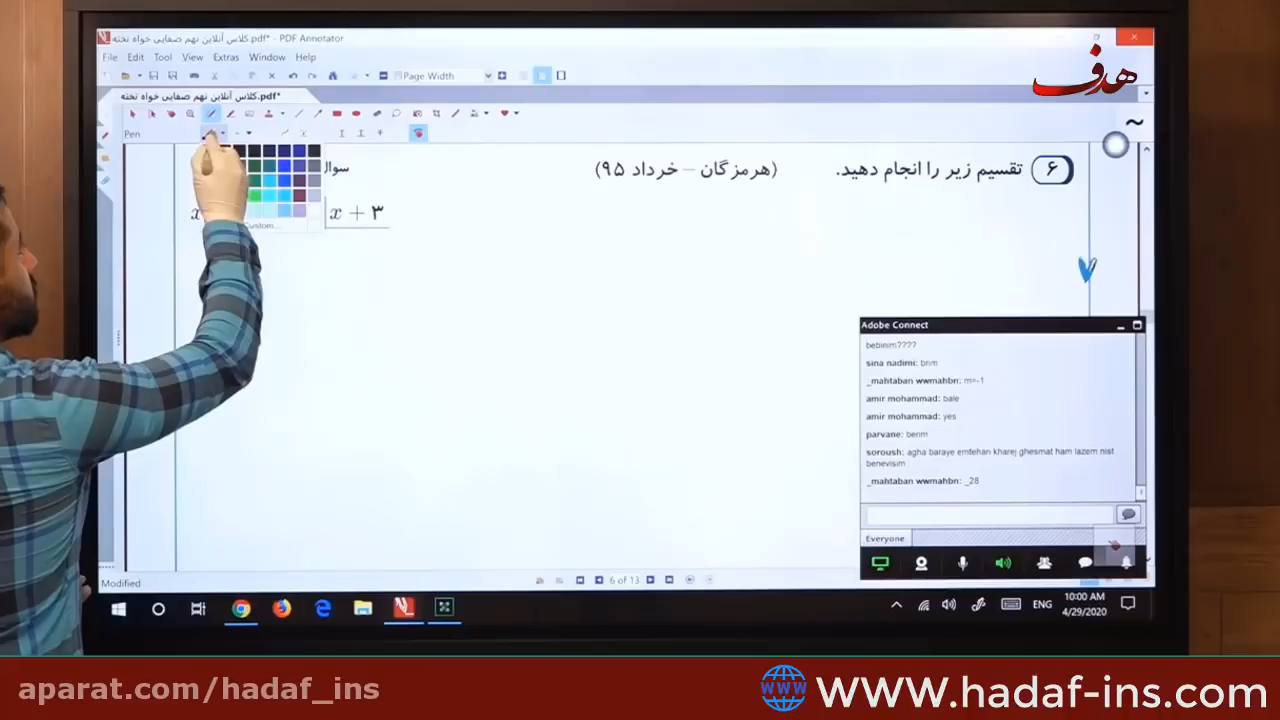 کلاس آنلاین نهم صفایی خواه تخته.pdf* - PDF Annotator
File Edit Tool View Extras Window Help
Page Width
کلاس آنلاین نهم صفایی خواه تخته.pdf*
هدف
Pen
Custom...
۶ تقسیم زیر را انجام دهید. (هرمزگان – خرداد ۹۵)
سوال
x
x + ۳
Adobe Connect
bebinim????
sina nadimi: brim
_mahtaban wwmahbn: m=-1
amir mohammad: bale
amir mohammad: yes
parvane: berim
soroush: agha baraye emtehan kharej ghesmat ham lazem nist
benevisim
_mahtaban wwmahbn: _28
Everyone
Modified
6 of 13
ENG
10:00 AM
4/29/2020
aparat.com/hadaf_ins
WWW
WWW.hadaf-ins.com